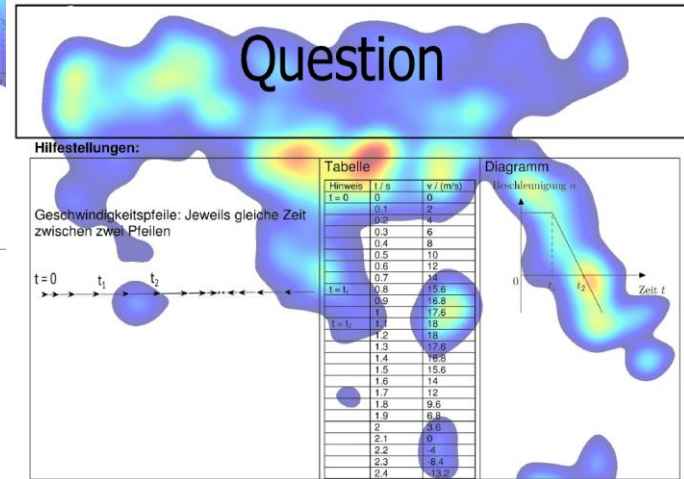 Question
Hilfestellungen:
Geschwindigkeitspfeile: Jeweils gleiche Zeit
zwischen zwei Pfeilen
t = 0 t₁ t₂
Tabelle
Hinweis t / s v / (m/s)
t = 0 0 0
0.1 2
0.2 4
0.3 6
0.4 8
0.5 10
0.6 12
0.7 14
t = t₁ 0.8 15.6
0.9 16.8
1 17.6
t = t₂ 1.1 18
1.2 18
1.3 17.6
1.4 16.8
1.5 15.6
1.6 14
1.7 12
1.8 9.6
1.9 6.8
2 3.6
2.1 0
2.2 -4
2.3 -8.4
2.4 -13.2
Diagramm
Beschleunigung a
0 t₁ t₂
Zeit t